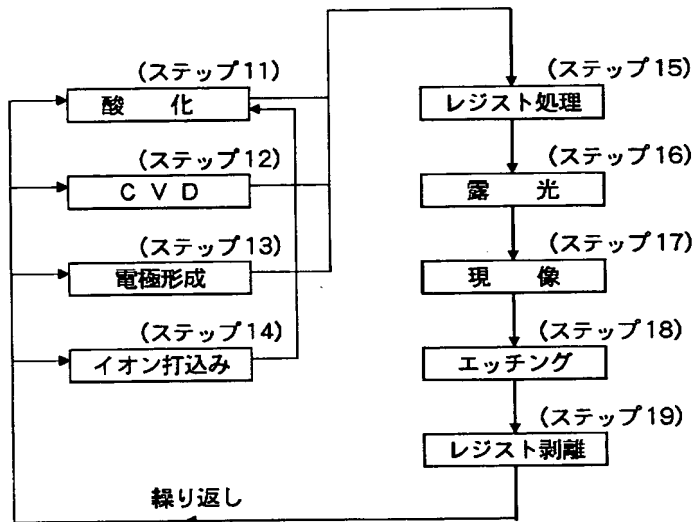 (ステップ11)
酸 化
(ステップ12)
C V D
(ステップ13)
電極形成
(ステップ14)
イオン打込み
(ステップ15)
レジスト処理
(ステップ16)
露 光
(ステップ17)
現 像
(ステップ18)
エッチング
(ステップ19)
レジスト剥離
繰り返し